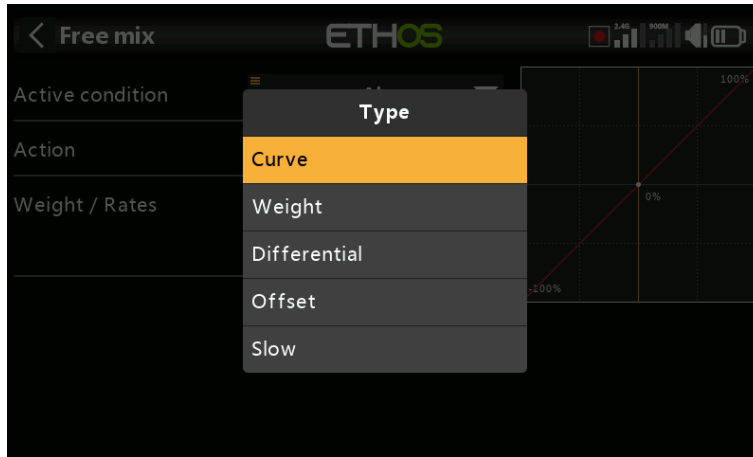 Free mix
ETHOS
2.4G
900M
Active condition
Action
Weight / Rates
Type
Curve
Weight
Differential
Offset
Slow
100%
0%
-100%